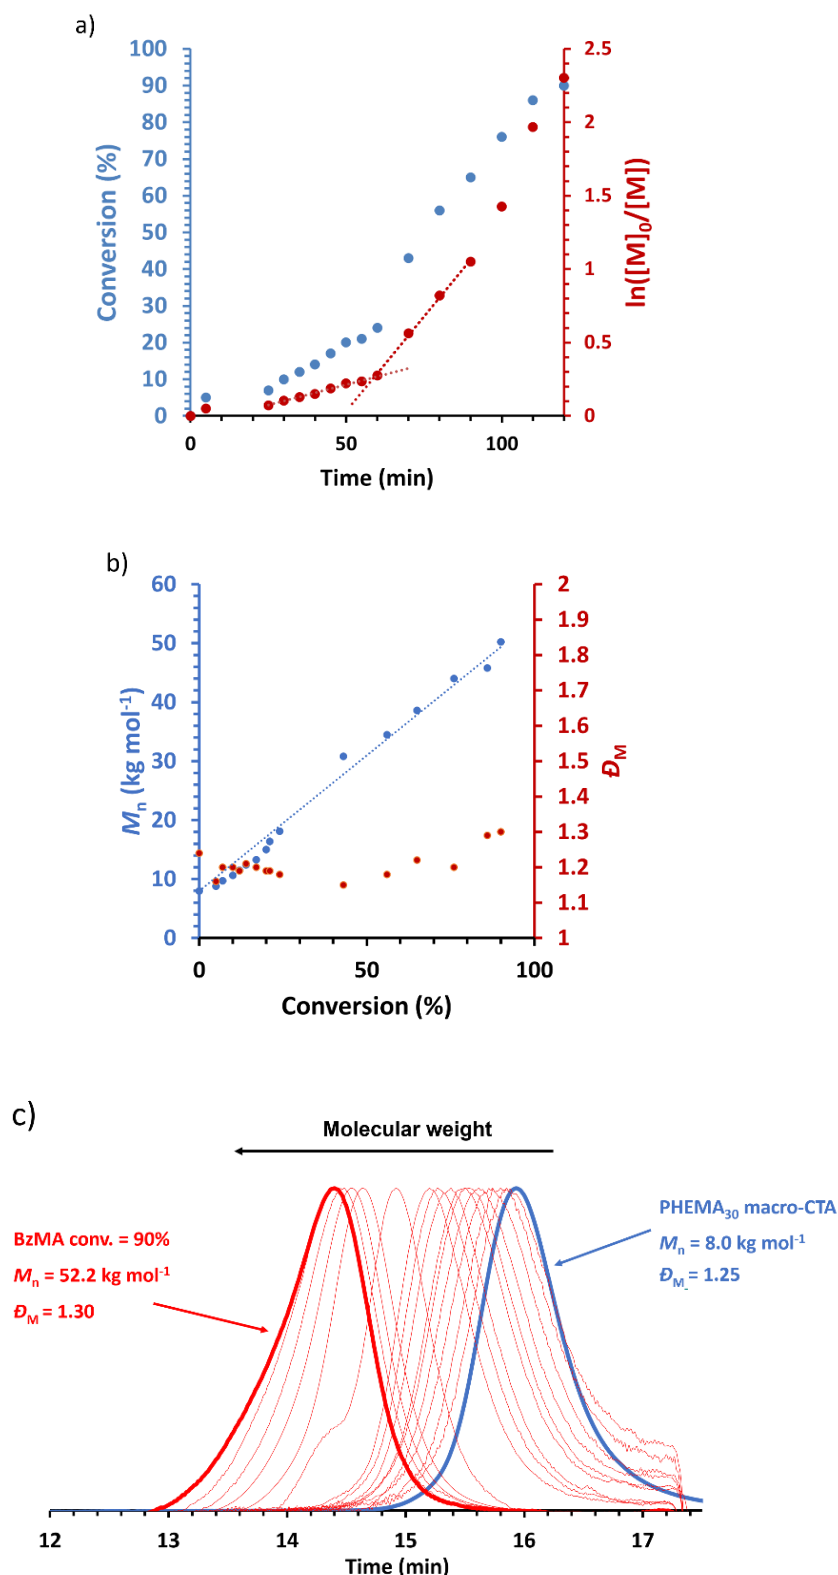 a)
100
90
80
70
60
50
40
30
20
10
0
Conversion (%)
2.5
2
1.5
1
0.5
0
ln([M]0/[M])
0
50
100
Time (min)
b)
60
50
40
30
20
10
0
Mn (kg mol-1)
2
1.9
1.8
1.7
1.6
1.5
1.4
1.3
1.2
1.1
1
ĐM
0
50
100
Conversion (%)
c)
Molecular weight
BzMA conv. = 90%
Mn = 52.2 kg mol-1
ĐM = 1.30
PHEMA30 macro-CTA
Mn = 8.0 kg mol-1
ĐM = 1.25
12
13
14
15
16
17
Time (min)